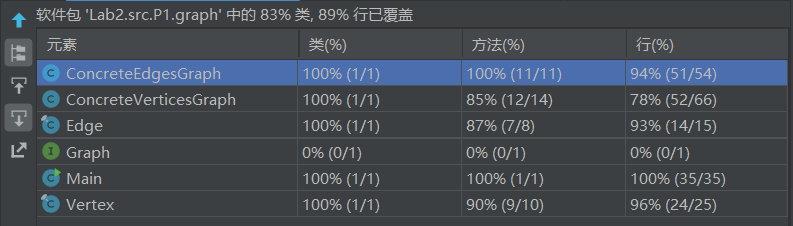 软件包 'Lab2.src.P1.graph' 中的 83% 类, 89% 行已覆盖
元素 类(%) 方法(%) 行(%)
C ConcreteEdgesGraph 100% (1/1) 100% (11/11) 94% (51/54)
C ConcreteVerticesGraph 100% (1/1) 85% (12/14) 78% (52/66)
C Edge 100% (1/1) 87% (7/8) 93% (14/15)
I Graph 0% (0/1) 0% (0/1) 0% (0/1)
C Main 100% (1/1) 100% (1/1) 100% (35/35)
C Vertex 100% (1/1) 90% (9/10) 96% (24/25)